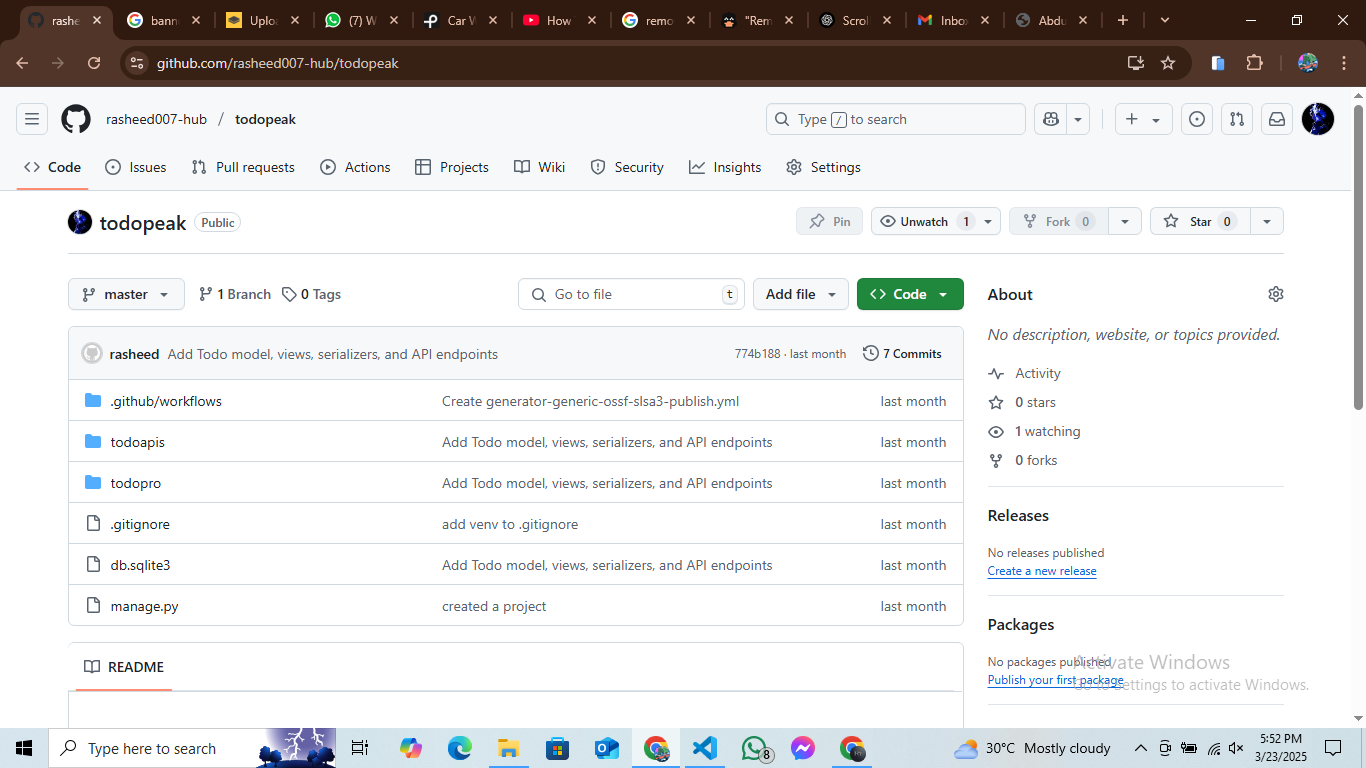 rashe
bann
Uploa
(7) W
Car W
How
remo
"Rem
Scrol
Inbo
Abdu
github.com/rasheed007-hub/todopeak
rasheed007-hub / todopeak
Type / to search
Code
Issues
Pull requests
Actions
Projects
Wiki
Security
Insights
Settings
todopeak Public
Pin
Unwatch 1
Fork 0
Star 0
master
1 Branch
0 Tags
Go to file t
Add file
Code
rasheed Add Todo model, views, serializers, and API endpoints 774b188 · last month 7 Commits
.github/workflows Create generator-generic-ossf-slsa3-publish.yml last month
todoapis Add Todo model, views, serializers, and API endpoints last month
todopro Add Todo model, views, serializers, and API endpoints last month
.gitignore add venv to .gitignore last month
db.sqlite3 Add Todo model, views, serializers, and API endpoints last month
manage.py created a project last month
README
About
No description, website, or topics provided.
Activity
0 stars
1 watching
0 forks
Releases
No releases published
Create a new release
Packages
No packages published
Publish your first package
Activate Windows
Go to Settings to activate Windows.
Type here to search
8
30°C Mostly cloudy
5:52 PM
3/23/2025